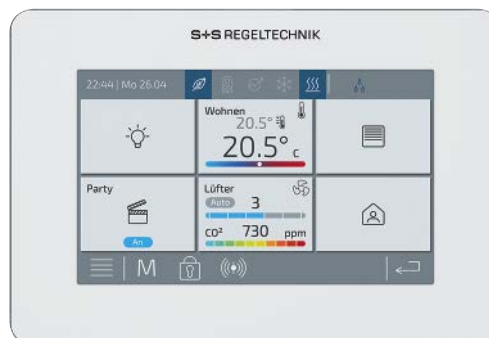 S+S REGELTECHNIK
22:44 | Mo 26.04
Wohnen
20.5°
20.5° c
Party
An
Lüfter
Auto 3
CO² 730 ppm
M